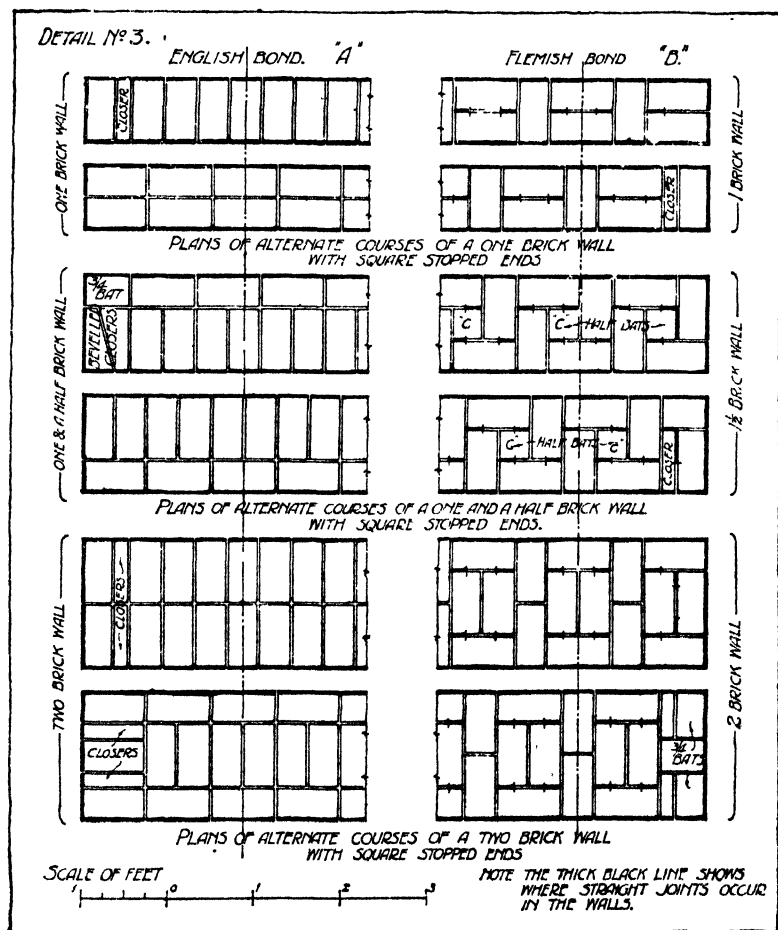 DETAIL No 3.
ENGLISH BOND. "A"
FLEMISH BOND "B."
ONE BRICK WALL
CLOSER
CLOSER
1 BRICK WALL
PLANS OF ALTERNATE COURSES OF A ONE BRICK WALL
WITH SQUARE STOPPED ENDS
ONE & A HALF BRICK WALL
3/4
BAT
BEVELLED
CLOSERS
"C"
"C" HALF BATS
"C" HALF BATS "C"
CLOSER
1½ BRICK WALL
PLANS OF ALTERNATE COURSES OF A ONE AND A HALF BRICK WALL
WITH SQUARE STOPPED ENDS.
TWO BRICK WALL
CLOSERS
CLOSERS
3/4
BATS
2 BRICK WALL
PLANS OF ALTERNATE COURSES OF A TWO BRICK WALL
WITH SQUARE STOPPED ENDS
SCALE OF FEET
1 0 1 2 3
NOTE THE THICK BLACK LINE SHOWS
WHERE STRAIGHT JOINTS OCCUR
IN THE WALLS.